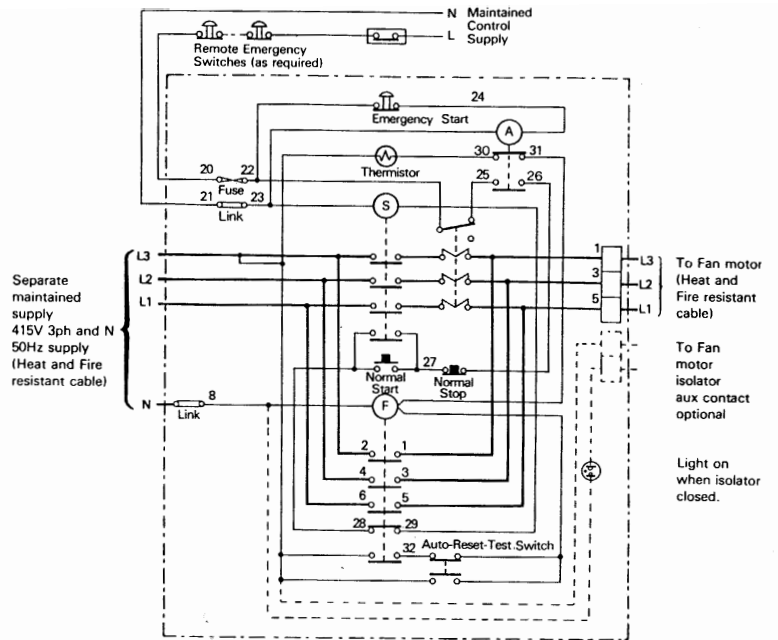 N Maintained
Control
L Supply
Remote Emergency
Switches (as required)
24
Emergency Start
A
30 31
Thermistor
20 22
Fuse
25 26
21 23
Link
S
L3
L2
L1
Separate
maintained
supply
415V 3ph and N
50Hz supply
(Heat and Fire
resistant cable)
1 L3
3 L2
5 L1
To Fan motor
(Heat and
Fire resistant
cable)
Normal
Start
27
Normal
Stop
To Fan
motor
isolator
aux contact
optional
N
8
Link
F
2 1
4 3
6 5
28 29
32
Auto-Reset-Test Switch
Light on
when isolator
closed.